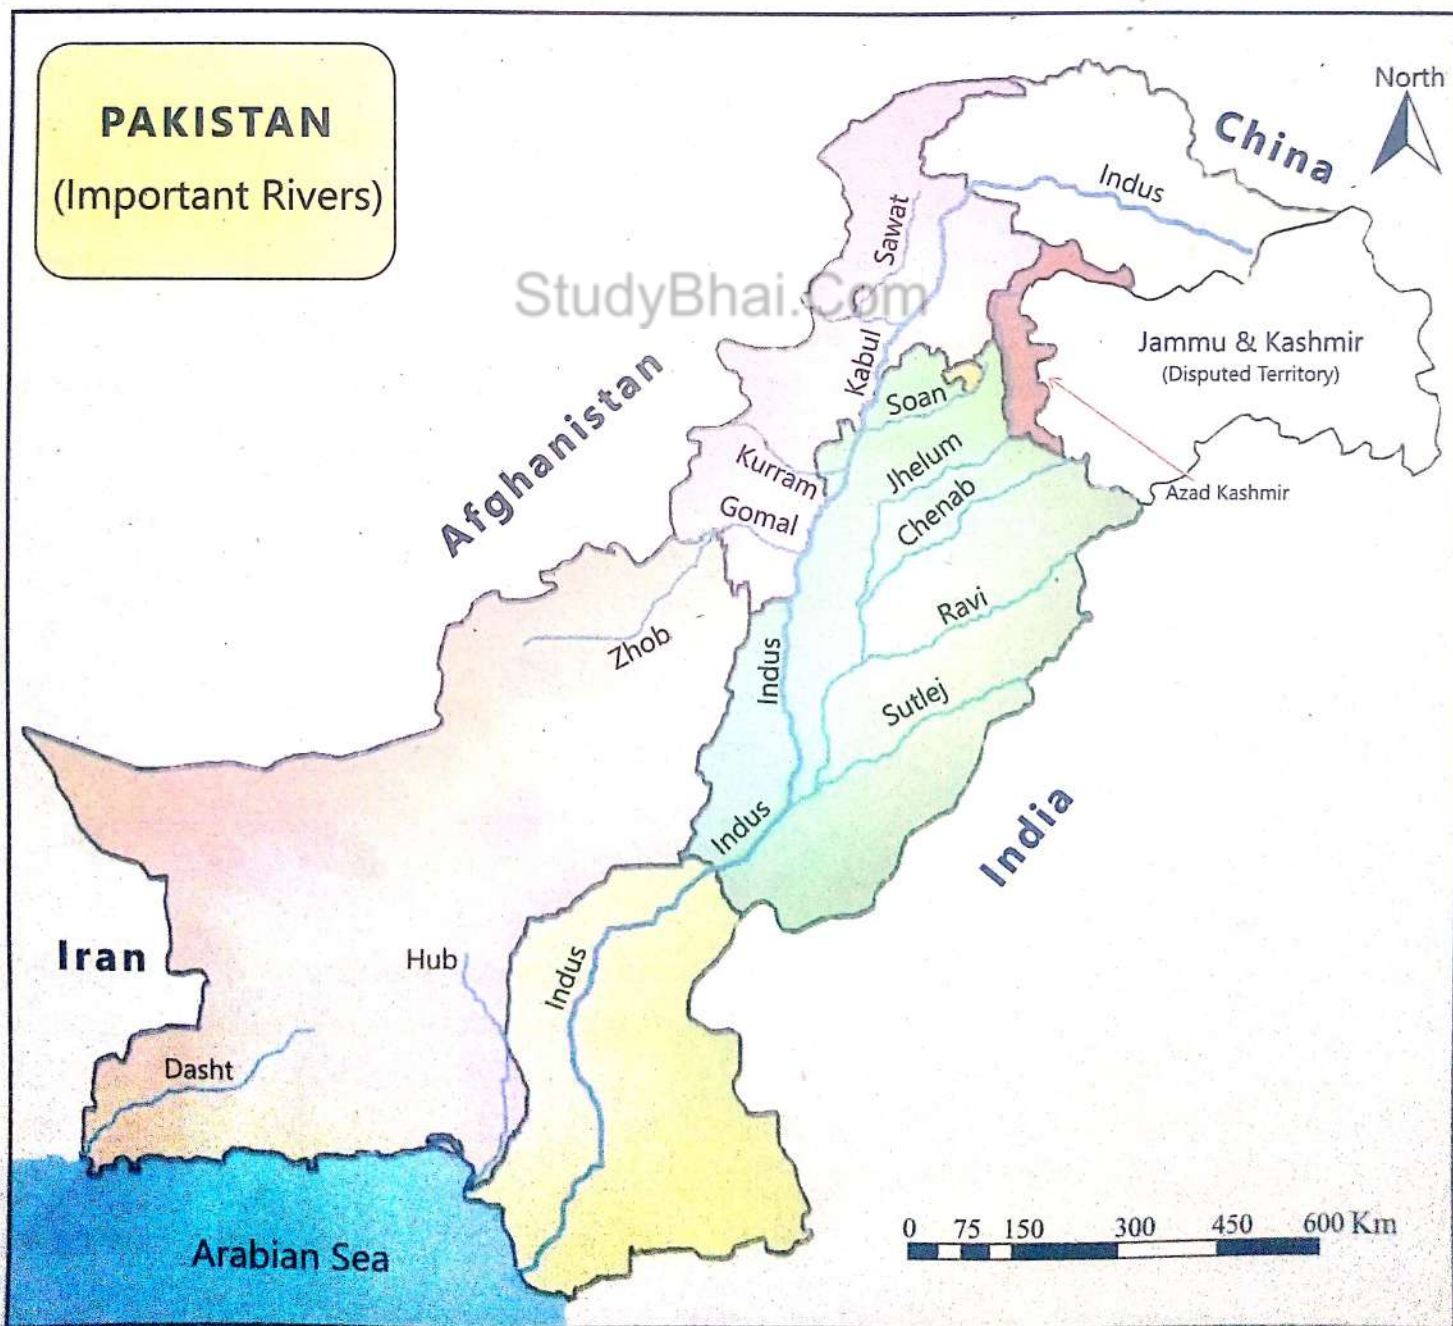 PAKISTAN
(Important Rivers)
North
China
Indus
Sawat
StudyBhai.Com
Jammu & Kashmir
(Disputed Territory)
Kabul
Afghanistan
Soan
Jhelum
Kurram
Chenab
Azad Kashmir
Gomal
Ravi
Zhob
Indus
Sutlej
Indus
India
Iran
Hub
Indus
Dasht
0 75 150 300 450 600 Km
Arabian Sea